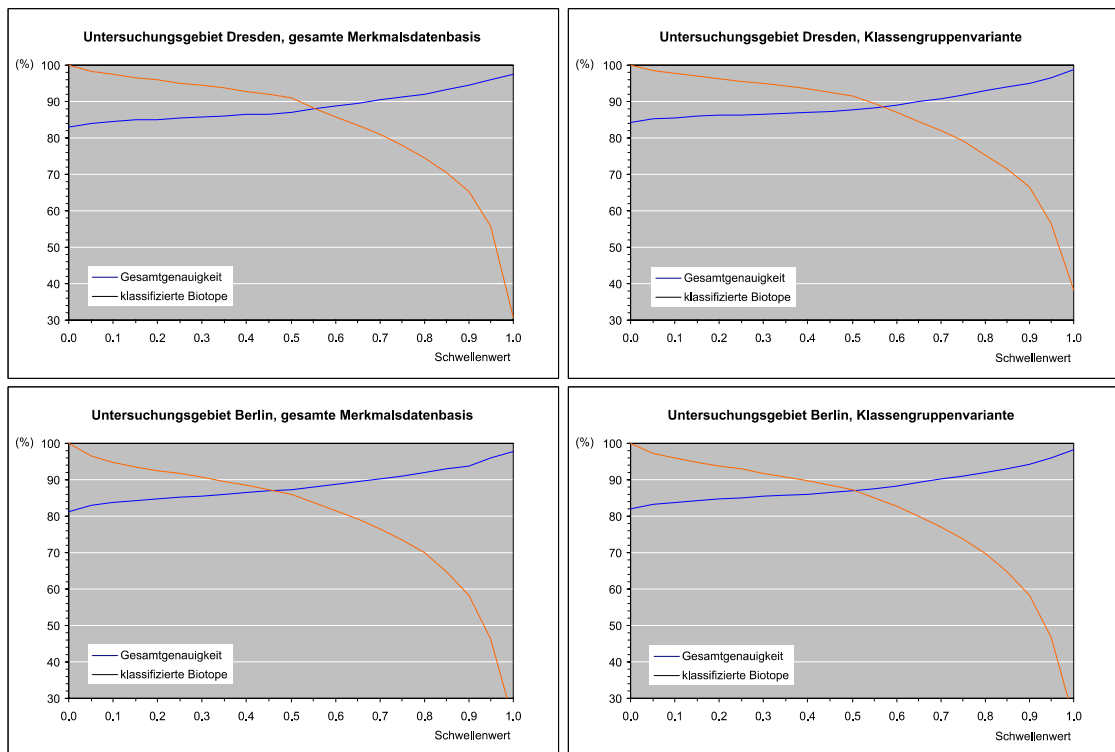 Untersuchungsgebiet Dresden, gesamte Merkmalsdatenbasis
(%)
100
90
80
70
60
50
40
30
Gesamtgenauigkeit
klassifizierte Biotope
0.0 0.1 0.2 0.3 0.4 0.5 0.6 0.7 0.8 0.9 1.0
Schwellenwert
Untersuchungsgebiet Dresden, Klassengruppenvariante
(%)
100
90
80
70
60
50
40
30
Gesamtgenauigkeit
klassifizierte Biotope
0.0 0.1 0.2 0.3 0.4 0.5 0.6 0.7 0.8 0.9 1.0
Schwellenwert
Untersuchungsgebiet Berlin, gesamte Merkmalsdatenbasis
(%)
100
90
80
70
60
50
40
30
Gesamtgenauigkeit
klassifizierte Biotope
0.0 0.1 0.2 0.3 0.4 0.5 0.6 0.7 0.8 0.9 1.0
Schwellenwert
Untersuchungsgebiet Berlin, Klassengruppenvariante
(%)
100
90
80
70
60
50
40
30
Gesamtgenauigkeit
klassifizierte Biotope
0.0 0.1 0.2 0.3 0.4 0.5 0.6 0.7 0.8 0.9 1.0
Schwellenwert